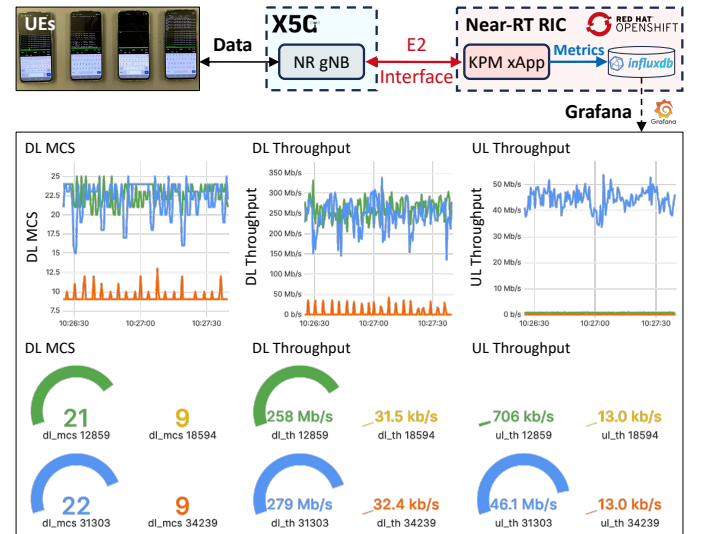 UEs
Data
X5G
NR gNB
E2
Interface
Near-RT RIC
RED HAT
OPENSHIFT
KPM xApp
Metrics
influxdb
Grafana
Grafana
DL MCS
DL MCS
25
22.5
20
17.5
15
12.5
10
7.5
10:26:30
10:27:00
10:27:30
DL Throughput
DL Throughput
350 Mb/s
300 Mb/s
250 Mb/s
200 Mb/s
150 Mb/s
100 Mb/s
50 Mb/s
0 b/s
10:26:30
10:27:00
10:27:30
UL Throughput
UL Throughput
50 Mb/s
40 Mb/s
30 Mb/s
20 Mb/s
10 Mb/s
0 b/s
10:26:30
10:27:00
10:27:30
DL MCS
21
dl_mcs 12859
9
dl_mcs 18594
22
dl_mcs 31303
9
dl_mcs 34239
DL Throughput
258 Mb/s
dl_th 12859
31.5 kb/s
dl_th 18594
279 Mb/s
dl_th 31303
32.4 kb/s
dl_th 34239
UL Throughput
706 kb/s
ul_th 12859
13.0 kb/s
ul_th 18594
46.1 Mb/s
ul_th 31303
13.0 kb/s
ul_th 34239